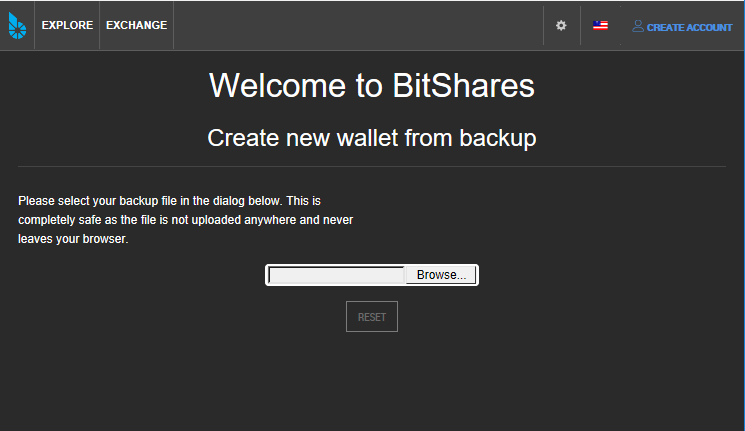 EXPLORE EXCHANGE CREATE ACCOUNT
Welcome to BitShares
Create new wallet from backup
Please select your backup file in the dialog below. This is
completely safe as the file is not uploaded anywhere and never
leaves your browser.
Browse...
RESET